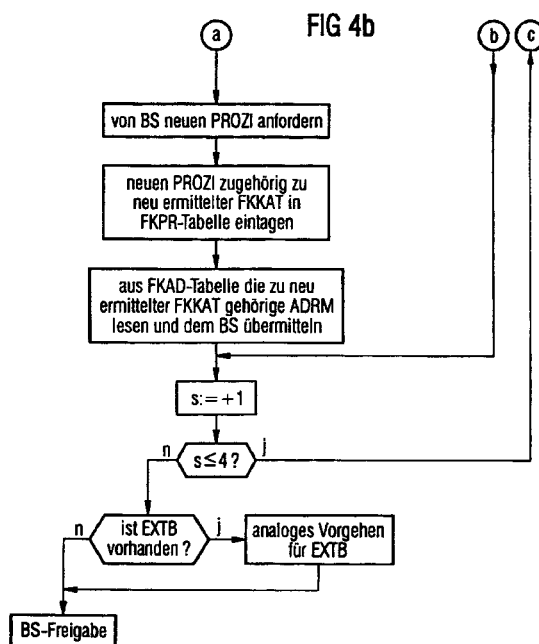 FIG 4b
a
b
c
von BS neuen PROZI anfordern
neuen PROZI zugehörig zu
neu ermittelter FKKAT in
FKPR-Tabelle eintagen
aus FKAD-Tabelle die zu neu
ermittelter FKKAT gehörige ADRM
lesen und dem BS übermitteln
s:=+1
n
s≤4?
j
n
ist EXTB
vorhanden ?
j
analoges Vorgehen
für EXTB
BS-Freigabe